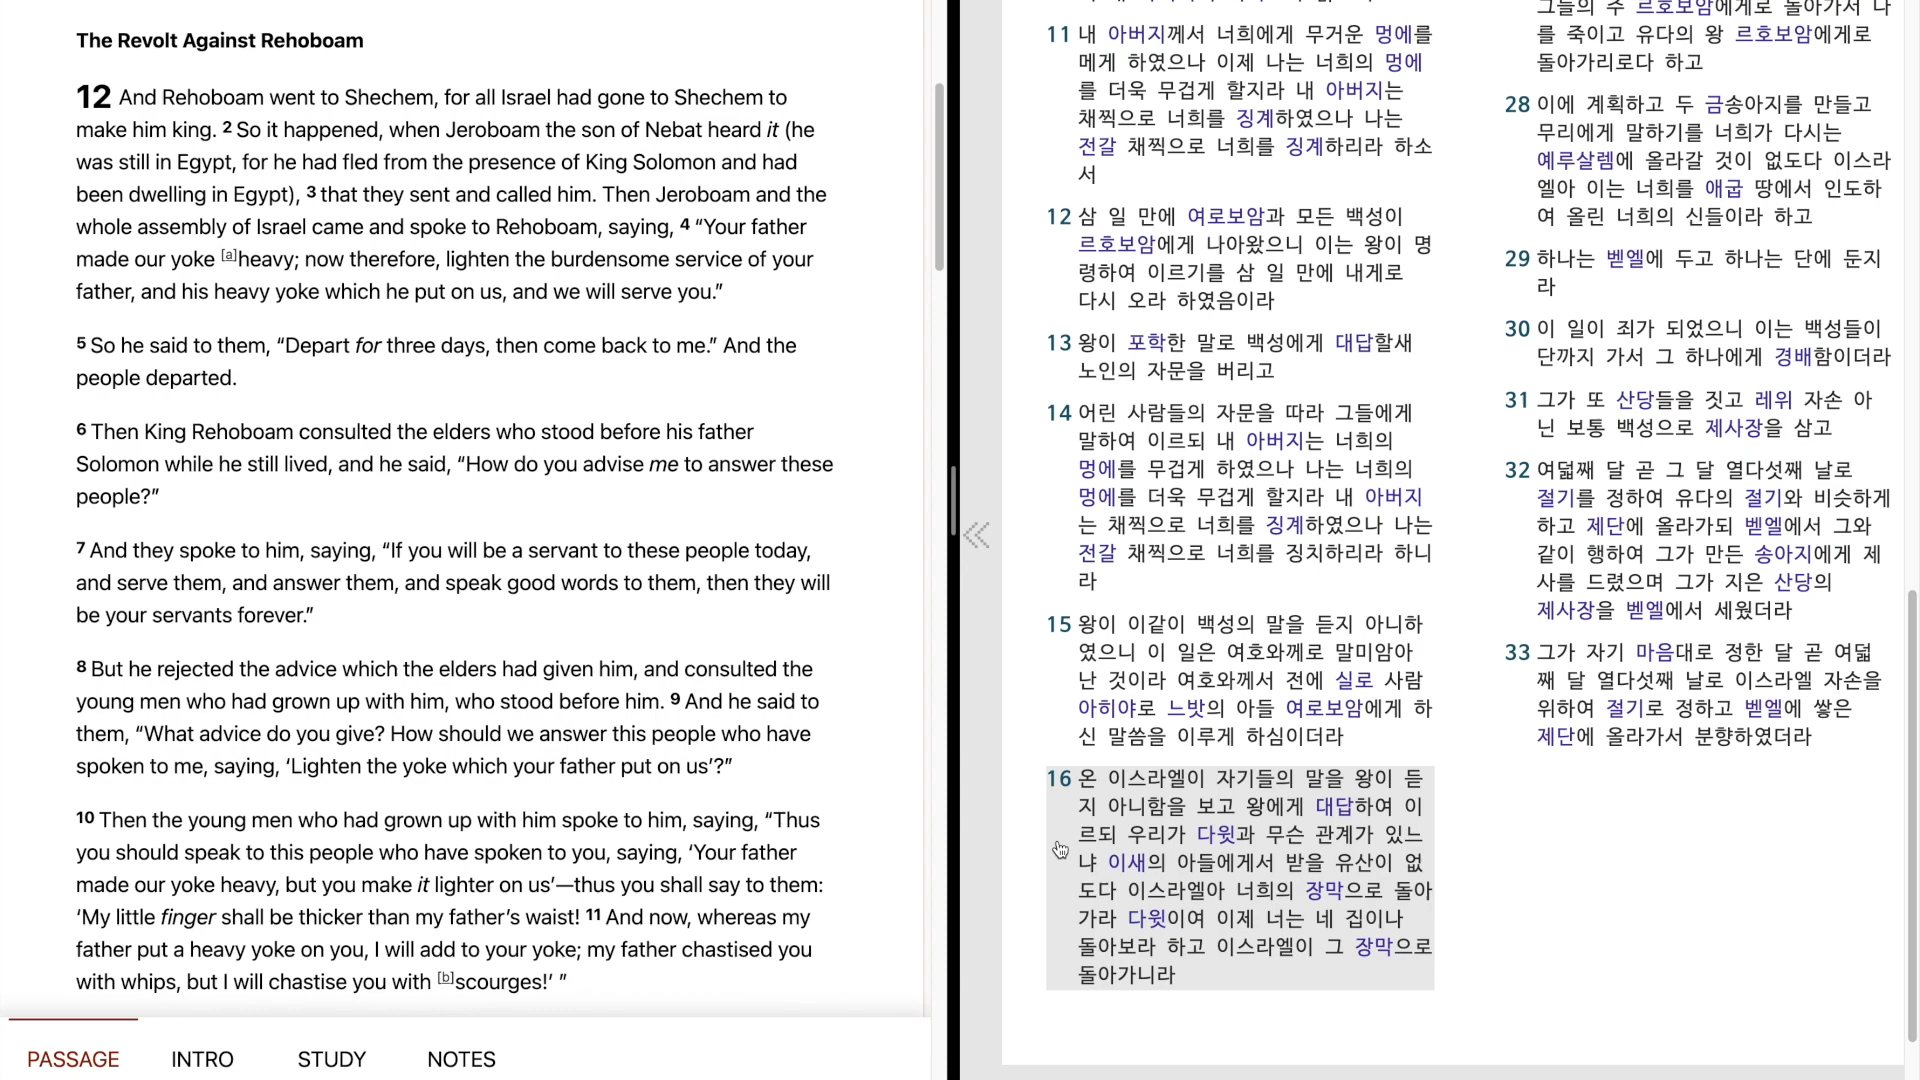 The Revolt Against Rehoboam
12 And Rehoboam went to Shechem, for all Israel had gone to Shechem to
make him king. 2 So it happened, when Jeroboam the son of Nebat heard it (he
was still in Egypt, for he had fled from the presence of King Solomon and had
been dwelling in Egypt), 3 that they sent and called him. Then Jeroboam and the
whole assembly of Israel came and spoke to Rehoboam, saying, 4 “Your father
made our yoke [a]heavy; now therefore, lighten the burdensome service of your
father, and his heavy yoke which he put on us, and we will serve you.”
5 So he said to them, “Depart for three days, then come back to me.” And the
people departed.
6 Then King Rehoboam consulted the elders who stood before his father
Solomon while he still lived, and he said, “How do you advise me to answer these
people?”
7 And they spoke to him, saying, “If you will be a servant to these people today,
and serve them, and answer them, and speak good words to them, then they will
be your servants forever.”
8 But he rejected the advice which the elders had given him, and consulted the
young men who had grown up with him, who stood before him. 9 And he said to
them, “What advice do you give? How should we answer this people who have
spoken to me, saying, ‘Lighten the yoke which your father put on us’?”
10 Then the young men who had grown up with him spoke to him, saying, “Thus
you should speak to this people who have spoken to you, saying, ‘Your father
made our yoke heavy, but you make it lighter on us’—thus you shall say to them:
‘My little finger shall be thicker than my father’s waist! 11 And now, whereas my
father put a heavy yoke on you, I will add to your yoke; my father chastised you
with whips, but I will chastise you with [b]scourges!’ ”
PASSAGE INTRO STUDY NOTES
11 내 아버지께서 너희에게 무거운 멍에를
메게 하였으나 이제 나는 너희의 멍에
를 더욱 무겁게 할지라 내 아버지는
채찍으로 너희를 징계하였으나 나는
전갈 채찍으로 너희를 징계하리라 하소
서
12 삼 일 만에 여로보암과 모든 백성이
르호보암에게 나아왔으니 이는 왕이 명
령하여 이르기를 삼 일 만에 내게로
다시 오라 하였음이라
13 왕이 포학한 말로 백성에게 대답할새
노인의 자문을 버리고
14 어린 사람들의 자문을 따라 그들에게
말하여 이르되 내 아버지는 너희의
멍에를 무겁게 하였으나 나는 너희의
멍에를 더욱 무겁게 할지라 내 아버지
는 채찍으로 너희를 징계하였으나 나는
전갈 채찍으로 너희를 징치하리라 하니
라
15 왕이 이같이 백성의 말을 듣지 아니하
였으니 이 일은 여호와께로 말미암아
난 것이라 여호와께서 전에 실로 사람
아히야로 느밧의 아들 여로보암에게 하
신 말씀을 이루게 하심이더라
16 온 이스라엘이 자기들의 말을 왕이 듣
지 아니함을 보고 왕에게 대답하여 이
르되 우리가 다윗과 무슨 관계가 있느
냐 이새의 아들에게서 받을 유산이 없
도다 이스라엘아 너희의 장막으로 돌아
가라 다윗이여 이제 너는 네 집이나
돌아보라 하고 이스라엘이 그 장막으로
돌아가니라
그들의 주 르호보암에게로 돌아가서 나
를 죽이고 유다의 왕 르호보암에게로
돌아가리로다 하고
28 이에 계획하고 두 금송아지를 만들고
무리에게 말하기를 너희가 다시는
예루살렘에 올라갈 것이 없도다 이스라
엘아 이는 너희를 애굽 땅에서 인도하
여 올린 너희의 신들이라 하고
29 하나는 벧엘에 두고 하나는 단에 둔지
라
30 이 일이 죄가 되었으니 이는 백성들이
단까지 가서 그 하나에게 경배함이더라
31 그가 또 산당들을 짓고 레위 자손 아
닌 보통 백성으로 제사장을 삼고
32 여덟째 달 곧 그 달 열다섯째 날로
절기를 정하여 유다의 절기와 비슷하게
하고 제단에 올라가되 벧엘에서 그와
같이 행하여 그가 만든 송아지에게 제
사를 드렸으며 그가 지은 산당의
제사장을 벧엘에서 세웠더라
33 그가 자기 마음대로 정한 달 곧 여덟
째 달 열다섯째 날로 이스라엘 자손을
위하여 절기로 정하고 벧엘에 쌓은
제단에 올라가서 분향하였더라